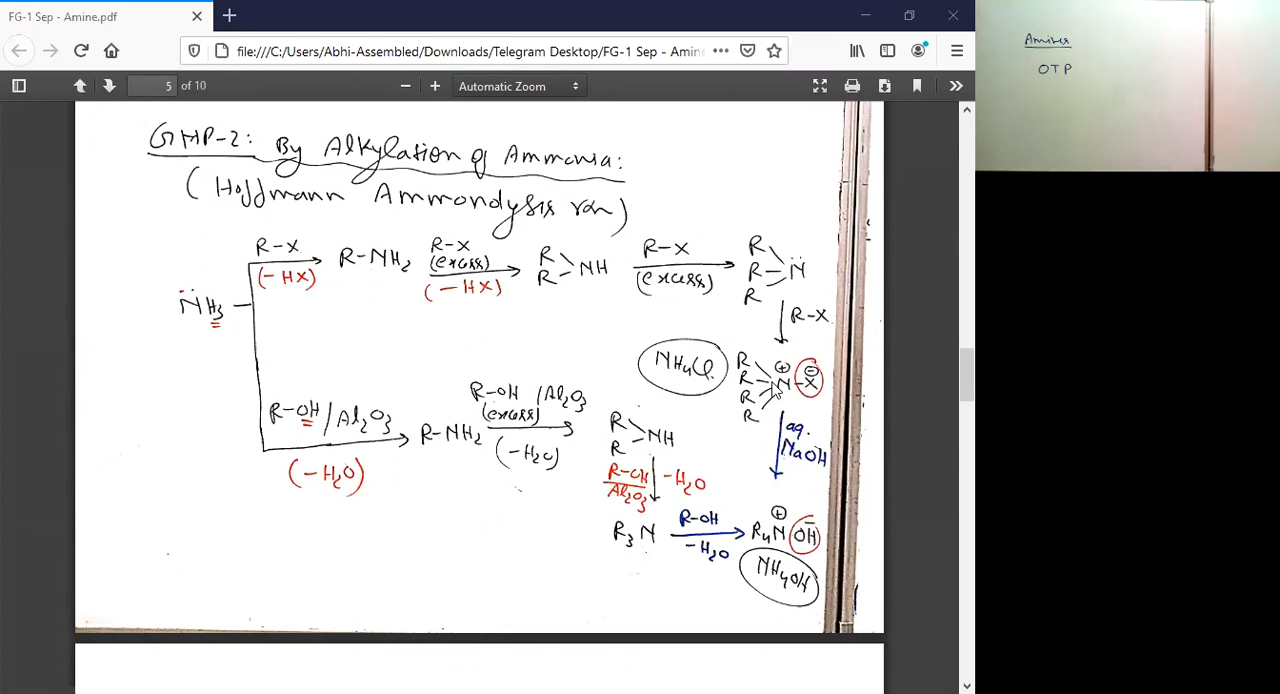 FG-1 Sep - Amine.pdf
file:///C:/Users/Abhi-Assembled/Downloads/Telegram Desktop/FG-1 Sep - Amine
5 of 10
Automatic Zoom
GMP-2: By Alkylation of Ammonia:
(Hoffmann Ammonolysis rxn)
R-X
(-HX)
R-NH₂
R-X
(excess)
(-HX)
R
R
NH
R-X
(excess)
R
R
R
N̈
N̈H₃
R-X
NH₄Cl
R
R
R
R
N⊕-X⊖
R-OH/Al₂O₃
(-H₂O)
R-NH₂
R-OH/Al₂O₃
(excess)
(-H₂O)
R
R
NH
aq.
NaOH
R-OH
Al₂O₃
-H₂O
R₃N
R-OH
-H₂O
R₄N⊕ OH⁻
NH₄OH
Amines
OTP